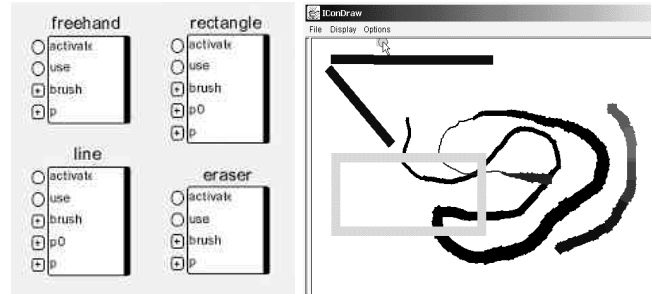 freehand
activate
use
brush
p
rectangle
activate
use
brush
p0
p
line
activate
use
brush
p0
p
eraser
activate
use
brush
p
IConDraw
File Display Options